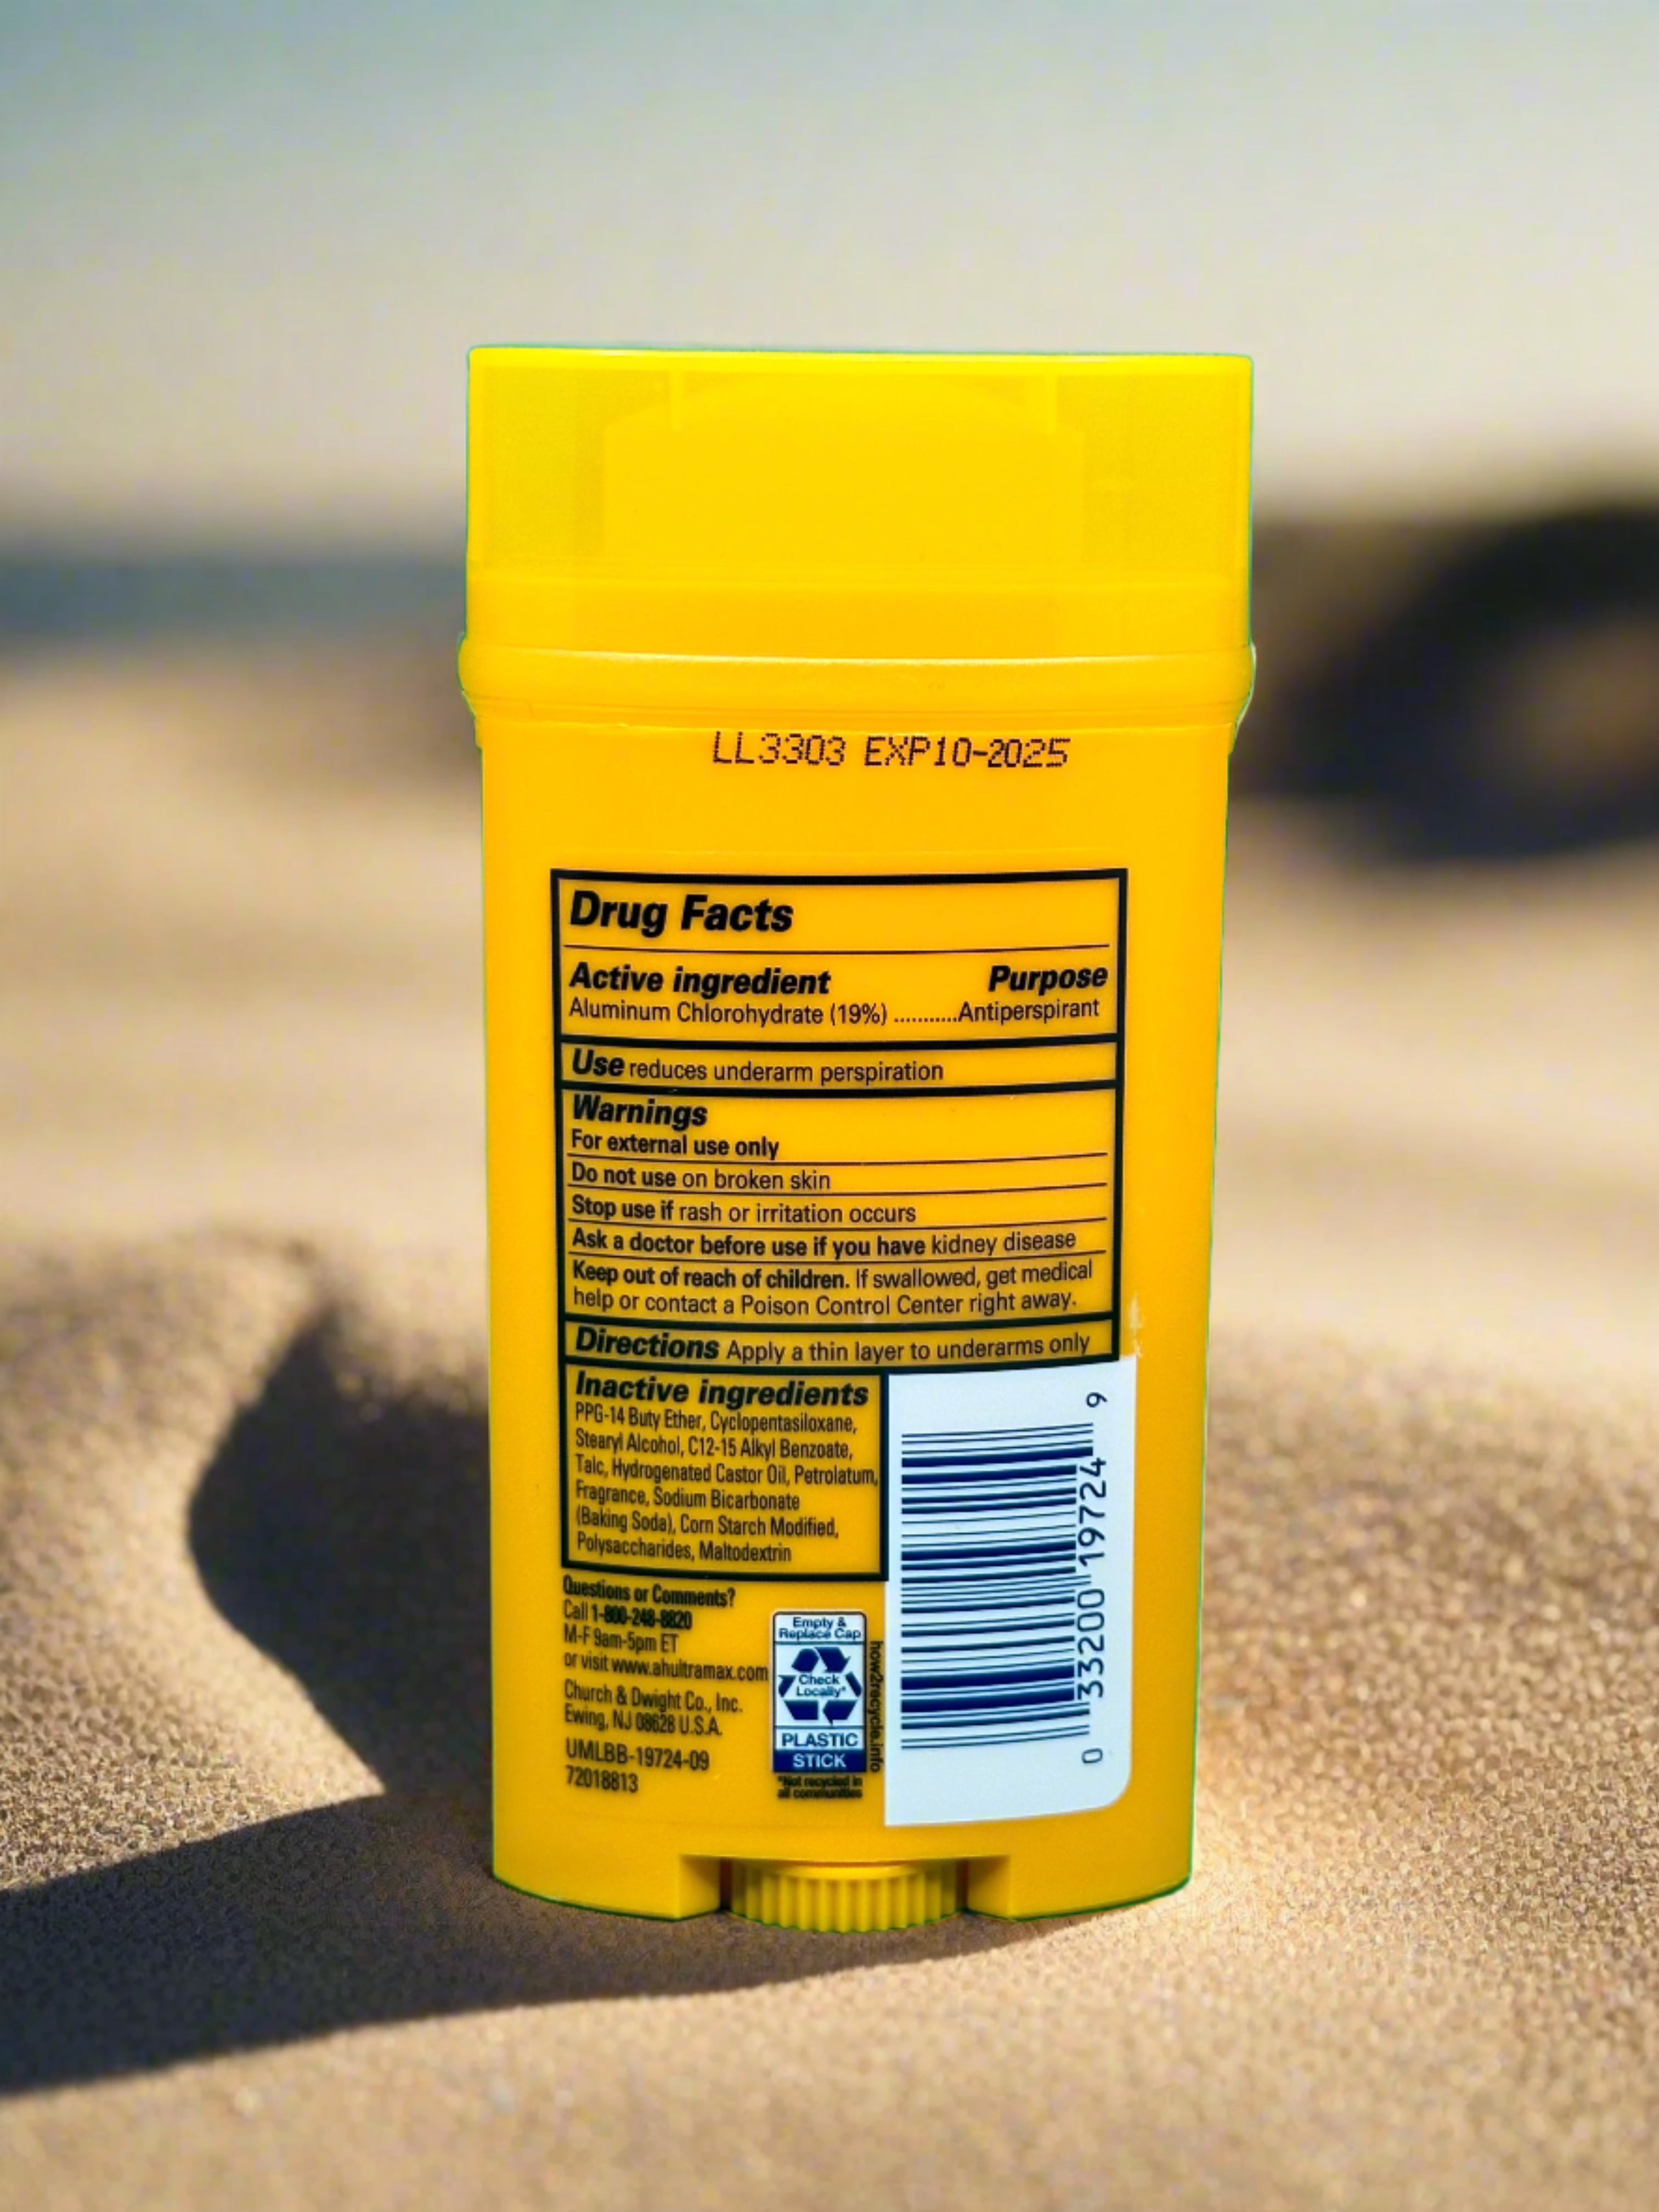 LL3303 EXP10-2025
Drug Facts
Active ingredient Purpose
Aluminum Chlorohydrate (19%) ...........Antiperspirant
Use reduces underarm perspiration
Warnings
For external use only
Do not use on broken skin
Stop use if rash or irritation occurs
Ask a doctor before use if you have kidney disease
Keep out of reach of children. If swallowed, get medical
help or contact a Poison Control Center right away.
Directions Apply a thin layer to underarms only
Inactive ingredients
PPG-14 Buty Ether, Cyclopentasiloxane,
Stearyl Alcohol, C12-15 Alkyl Benzoate,
Talc, Hydrogenated Castor Oil, Petrolatum,
Fragrance, Sodium Bicarbonate
(Baking Soda), Corn Starch Modified,
Polysaccharides, Maltodextrin
Questions or Comments?
Call 1-800-248-8820
M-F 9am-5pm ET
or visit www.ahultramax.com
Church & Dwight Co., Inc.
Ewing, NJ 08628 U.S.A.
UMLBB-19724-09
72018813
Empty &
Replace Cap
Check
Locally*
PLASTIC
STICK
*Not recycled in
all communities
how2recycle.info
0 33200 19724 9